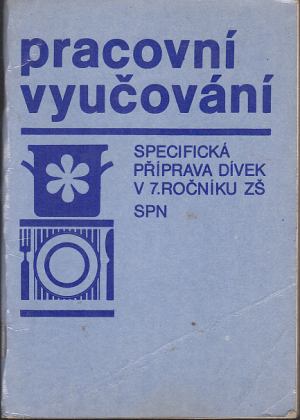 pracovní
vyučování
SPECIFICKÁ
PŘÍPRAVA DÍVEK
V 7. ROČNÍKU ZŠ
SPN